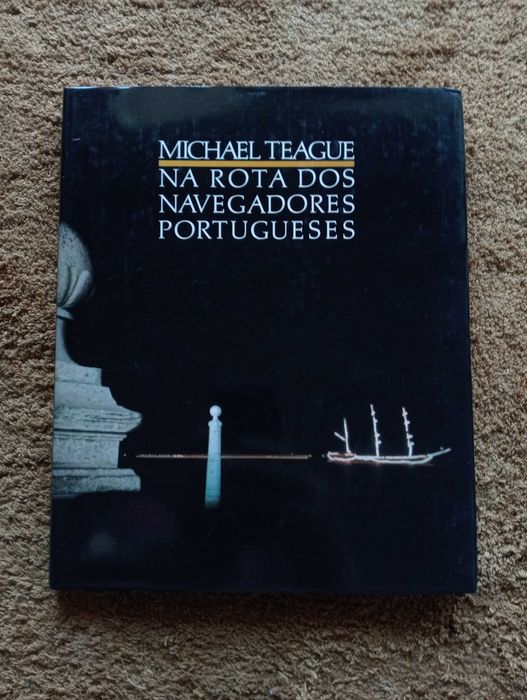 MICHAEL TEAGUE
NA ROTA DOS
NAVEGADORES
PORTUGUESES